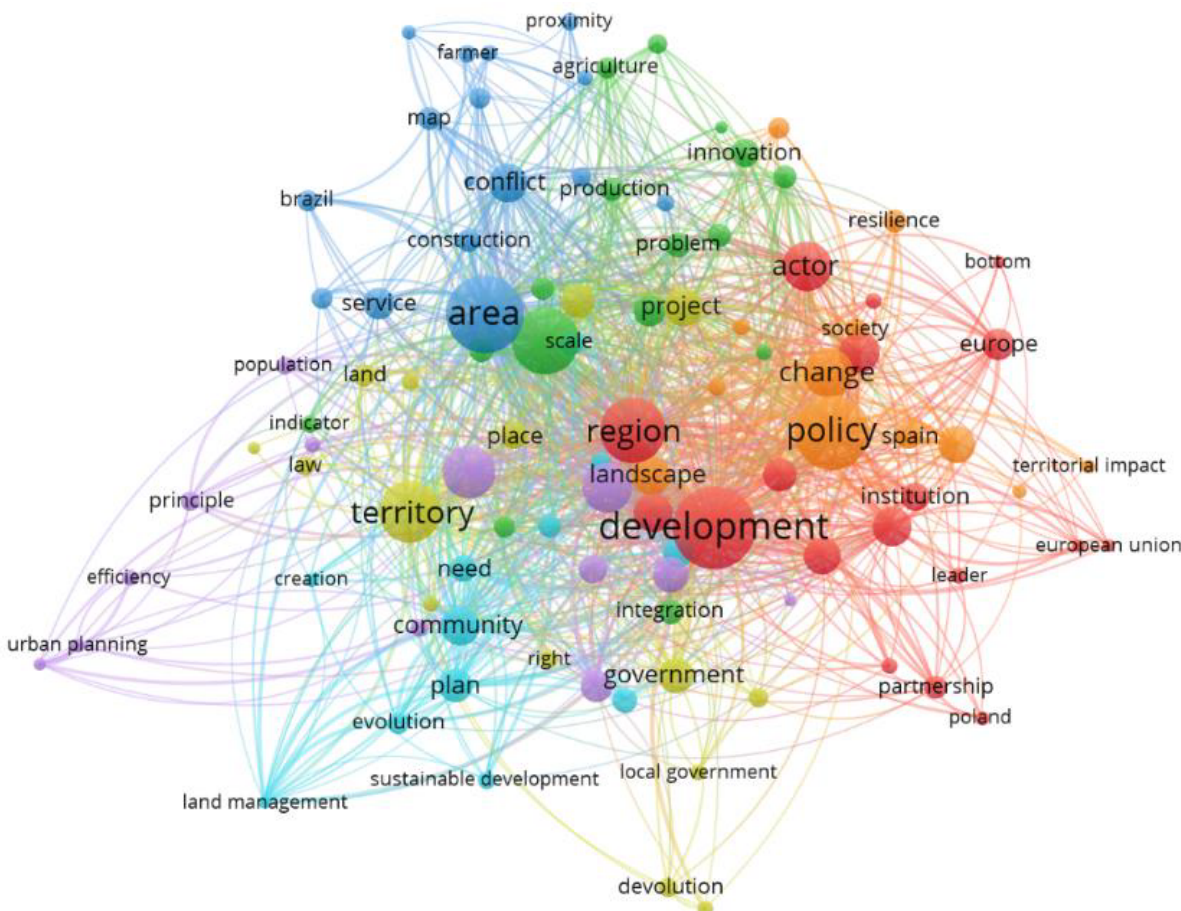 proximity
farmer
agriculture
map
innovation
conflict
production
brazil
resilience
construction
problem
actor
bottom
service
area
project
scale
society
europe
population
land
change
indicator
place
region
policy
spain
law
landscape
territorial impact
principle
territory
development
institution
efficiency
creation
need
european union
leader
integration
community
urban planning
right
government
plan
partnership
evolution
poland
sustainable development
local government
land management
devolution